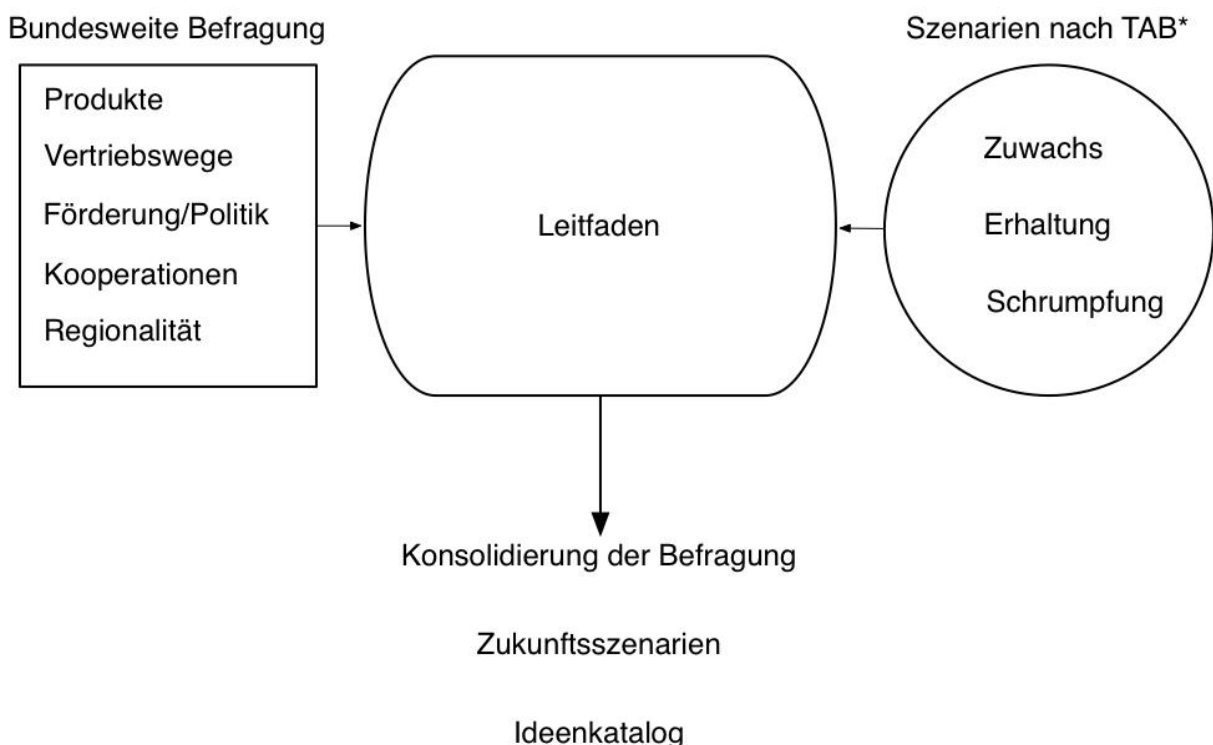 Bundesweite Befragung
Produkte
Vertriebswege
Förderung/Politik
Kooperationen
Regionalität
Leitfaden
Szenarien nach TAB*
Zuwachs
Erhaltung
Schrumpfung
Konsolidierung der Befragung
Zukunftsszenarien
Ideenkatalog